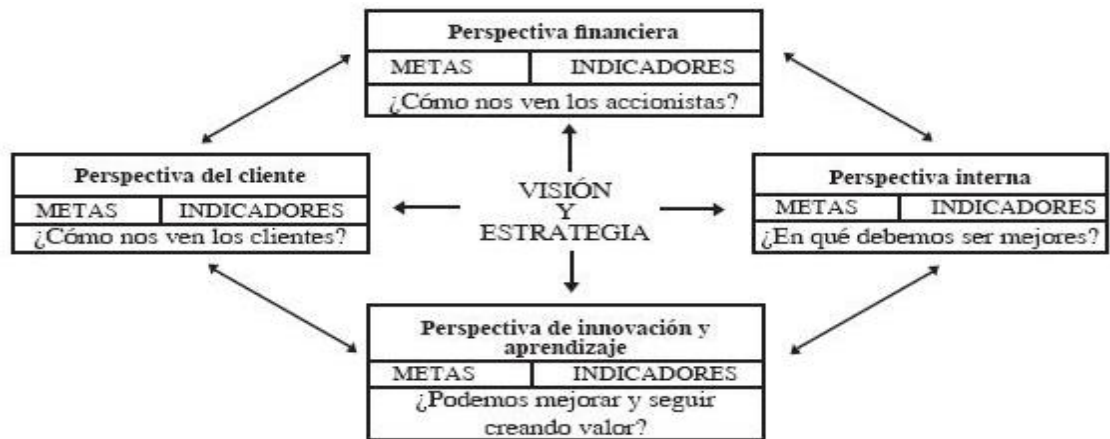 Perspectiva financiera
METAS INDICADORES
¿Cómo nos ven los accionistas?
Perspectiva del cliente
METAS INDICADORES
¿Cómo nos ven los clientes?
VISIÓN
Y
ESTRATEGIA
Perspectiva interna
METAS INDICADORES
¿En qué debemos ser mejores?
Perspectiva de innovación y
aprendizaje
METAS INDICADORES
¿Podemos mejorar y seguir
creando valor?